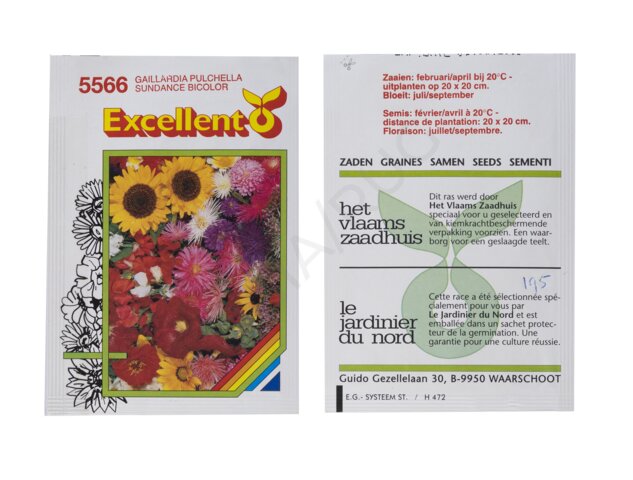 5566 GAILLARDIA PULCHELLA
SUNDANCE BICOLOR
Excellent
Zaaien: februari/april bij 20°C -
uitplanten op 20 x 20 cm.
Bloeit: juli/september
Semis: février/avril à 20°C -
distance de plantation: 20 x 20 cm.
Floraison: juillet/septembre.
ZADEN GRAINES SAMEN SEEDS SEMENTI
het
vlaams
zaadhuis
Dit ras werd door
Het Vlaams Zaadhuis
speciaal voor u geselecteerd en
van kiemkrachtbeschermende
verpakking voorzien. Een waar-
borg voor een geslaagde teelt.
195
le
jardinier
du nord
Cette race a été sélectionnée spé-
cialement pour vous par
Le Jardinier du Nord et est
emballée dans un sachet protec-
teur de la germination. Une
garantie pour une culture réussie.
Guido Gezellelaan 30, B-9950 WAARSCHOOT
E.G.- SYSTEEM ST. / H 472